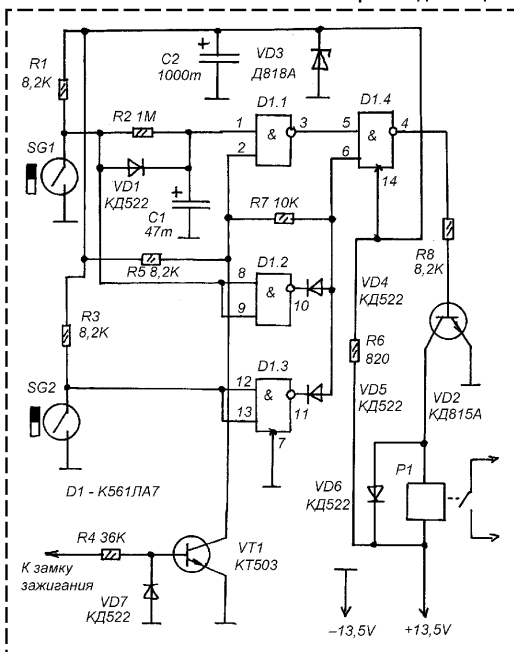 R1
8,2K
C2
1000m
+
VD3
Д818А
D1.1
D1.4
R2 1M
1
&
3
5
&
4
SG1
2
6
VD1
КД522
+
R7 10K
14
C1
47m
R8
8,2K
R5 8,2K
D1.2
8
&
10
VD4
КД522
9
R3
8,2K
R6
820
D1.3
VD5
КД522
VD2
КД815А
SG2
12
&
11
13
7
P1
VD6
КД522
D1 - К561ЛА7
R4 36K
VT1
КТ503
К замку
зажигания
VD7
КД522
–13,5V
+13,5V